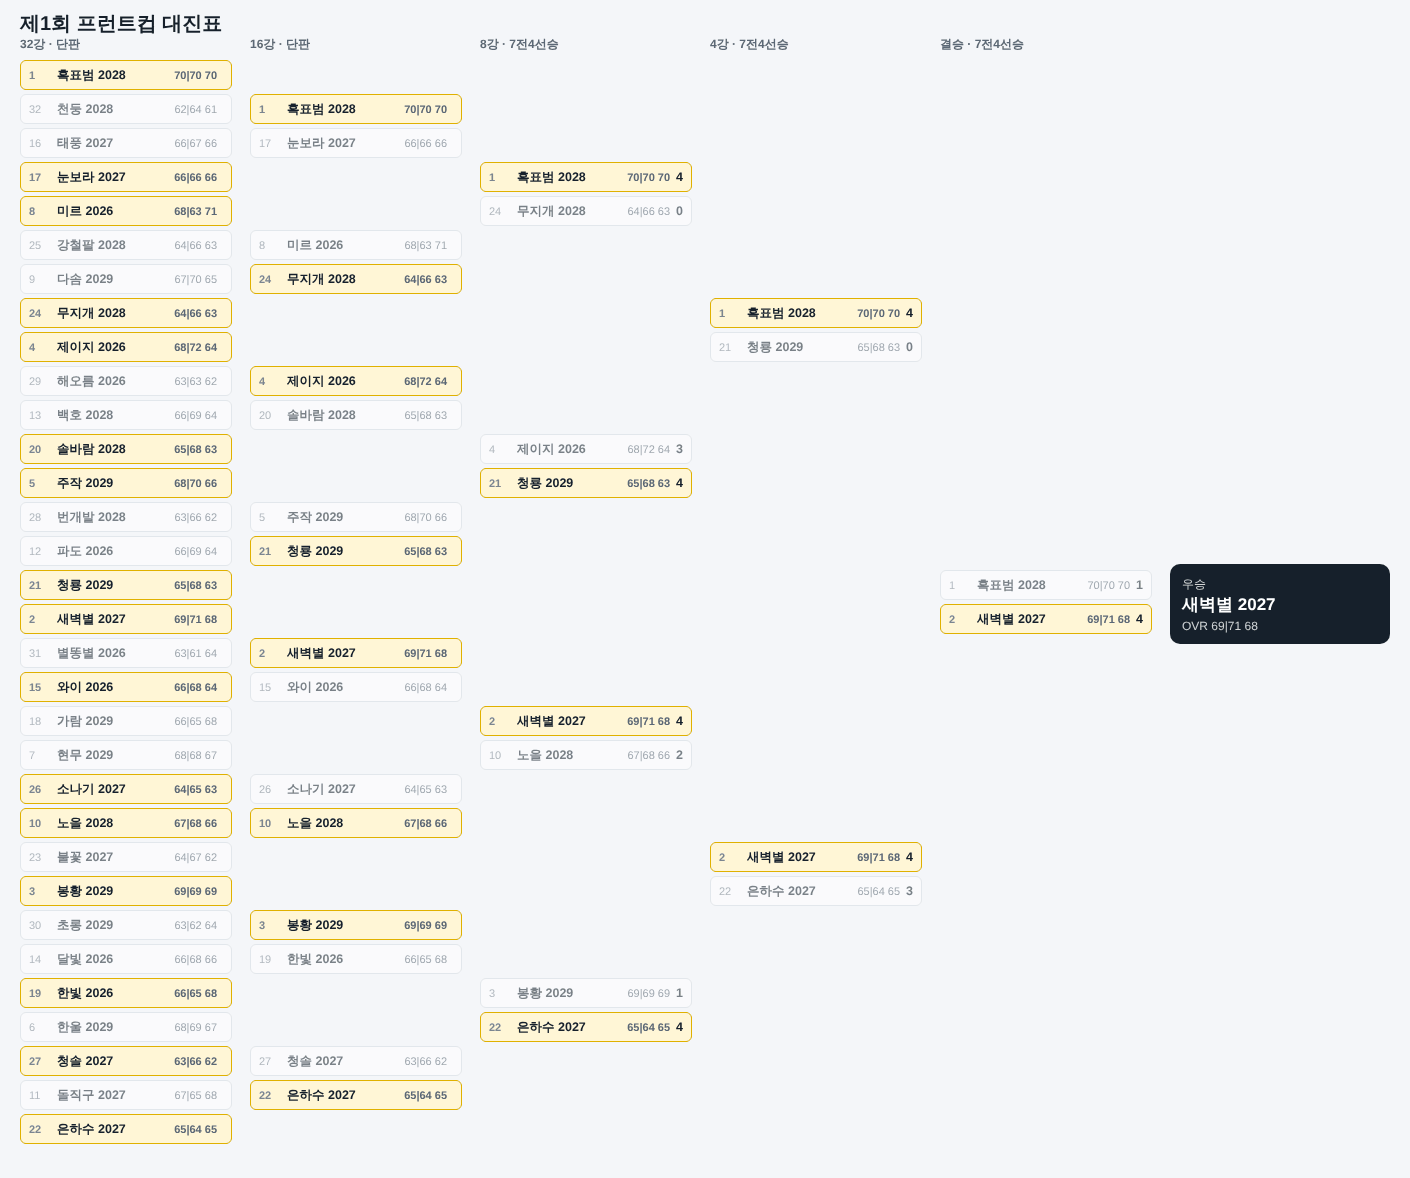 제1회 프런트컵 대진표
32강 · 단판
1 흑표범 2028 70|70 70
32 천둥 2028 62|64 61
16 태풍 2027 66|67 66
17 눈보라 2027 66|66 66
8 미르 2026 68|63 71
25 강철팔 2028 64|66 63
9 다솜 2029 67|70 65
24 무지개 2028 64|66 63
4 제이지 2026 68|72 64
29 해오름 2026 63|63 62
13 백호 2028 66|69 64
20 솔바람 2028 65|68 63
5 주작 2029 68|70 66
28 번개발 2028 63|66 62
12 파도 2026 66|69 64
21 청룡 2029 65|68 63
2 새벽별 2027 69|71 68
31 별똥별 2026 63|61 64
15 와이 2026 66|68 64
18 가람 2029 66|65 68
7 현무 2029 68|68 67
26 소나기 2027 64|65 63
10 노을 2028 67|68 66
23 불꽃 2027 64|67 62
3 봉황 2029 69|69 69
30 초롱 2029 63|62 64
14 달빛 2026 66|68 66
19 한빛 2026 66|65 68
6 한울 2029 68|69 67
27 청솔 2027 63|66 62
11 돌직구 2027 67|65 68
22 은하수 2027 65|64 65
16강 · 단판
1 흑표범 2028 70|70 70
17 눈보라 2027 66|66 66
8 미르 2026 68|63 71
24 무지개 2028 64|66 63
4 제이지 2026 68|72 64
20 솔바람 2028 65|68 63
5 주작 2029 68|70 66
21 청룡 2029 65|68 63
2 새벽별 2027 69|71 68
15 와이 2026 66|68 64
26 소나기 2027 64|65 63
10 노을 2028 67|68 66
3 봉황 2029 69|69 69
19 한빛 2026 66|65 68
27 청솔 2027 63|66 62
22 은하수 2027 65|64 65
8강 · 7전4선승
1 흑표범 2028 70|70 70 4
24 무지개 2028 64|66 63 0
4 제이지 2026 68|72 64 3
21 청룡 2029 65|68 63 4
2 새벽별 2027 69|71 68 4
10 노을 2028 67|68 66 2
3 봉황 2029 69|69 69 1
22 은하수 2027 65|64 65 4
4강 · 7전4선승
1 흑표범 2028 70|70 70 4
21 청룡 2029 65|68 63 0
2 새벽별 2027 69|71 68 4
22 은하수 2027 65|64 65 3
결승 · 7전4선승
1 흑표범 2028 70|70 70 1
2 새벽별 2027 69|71 68 4
우승
새벽별 2027
OVR 69|71 68